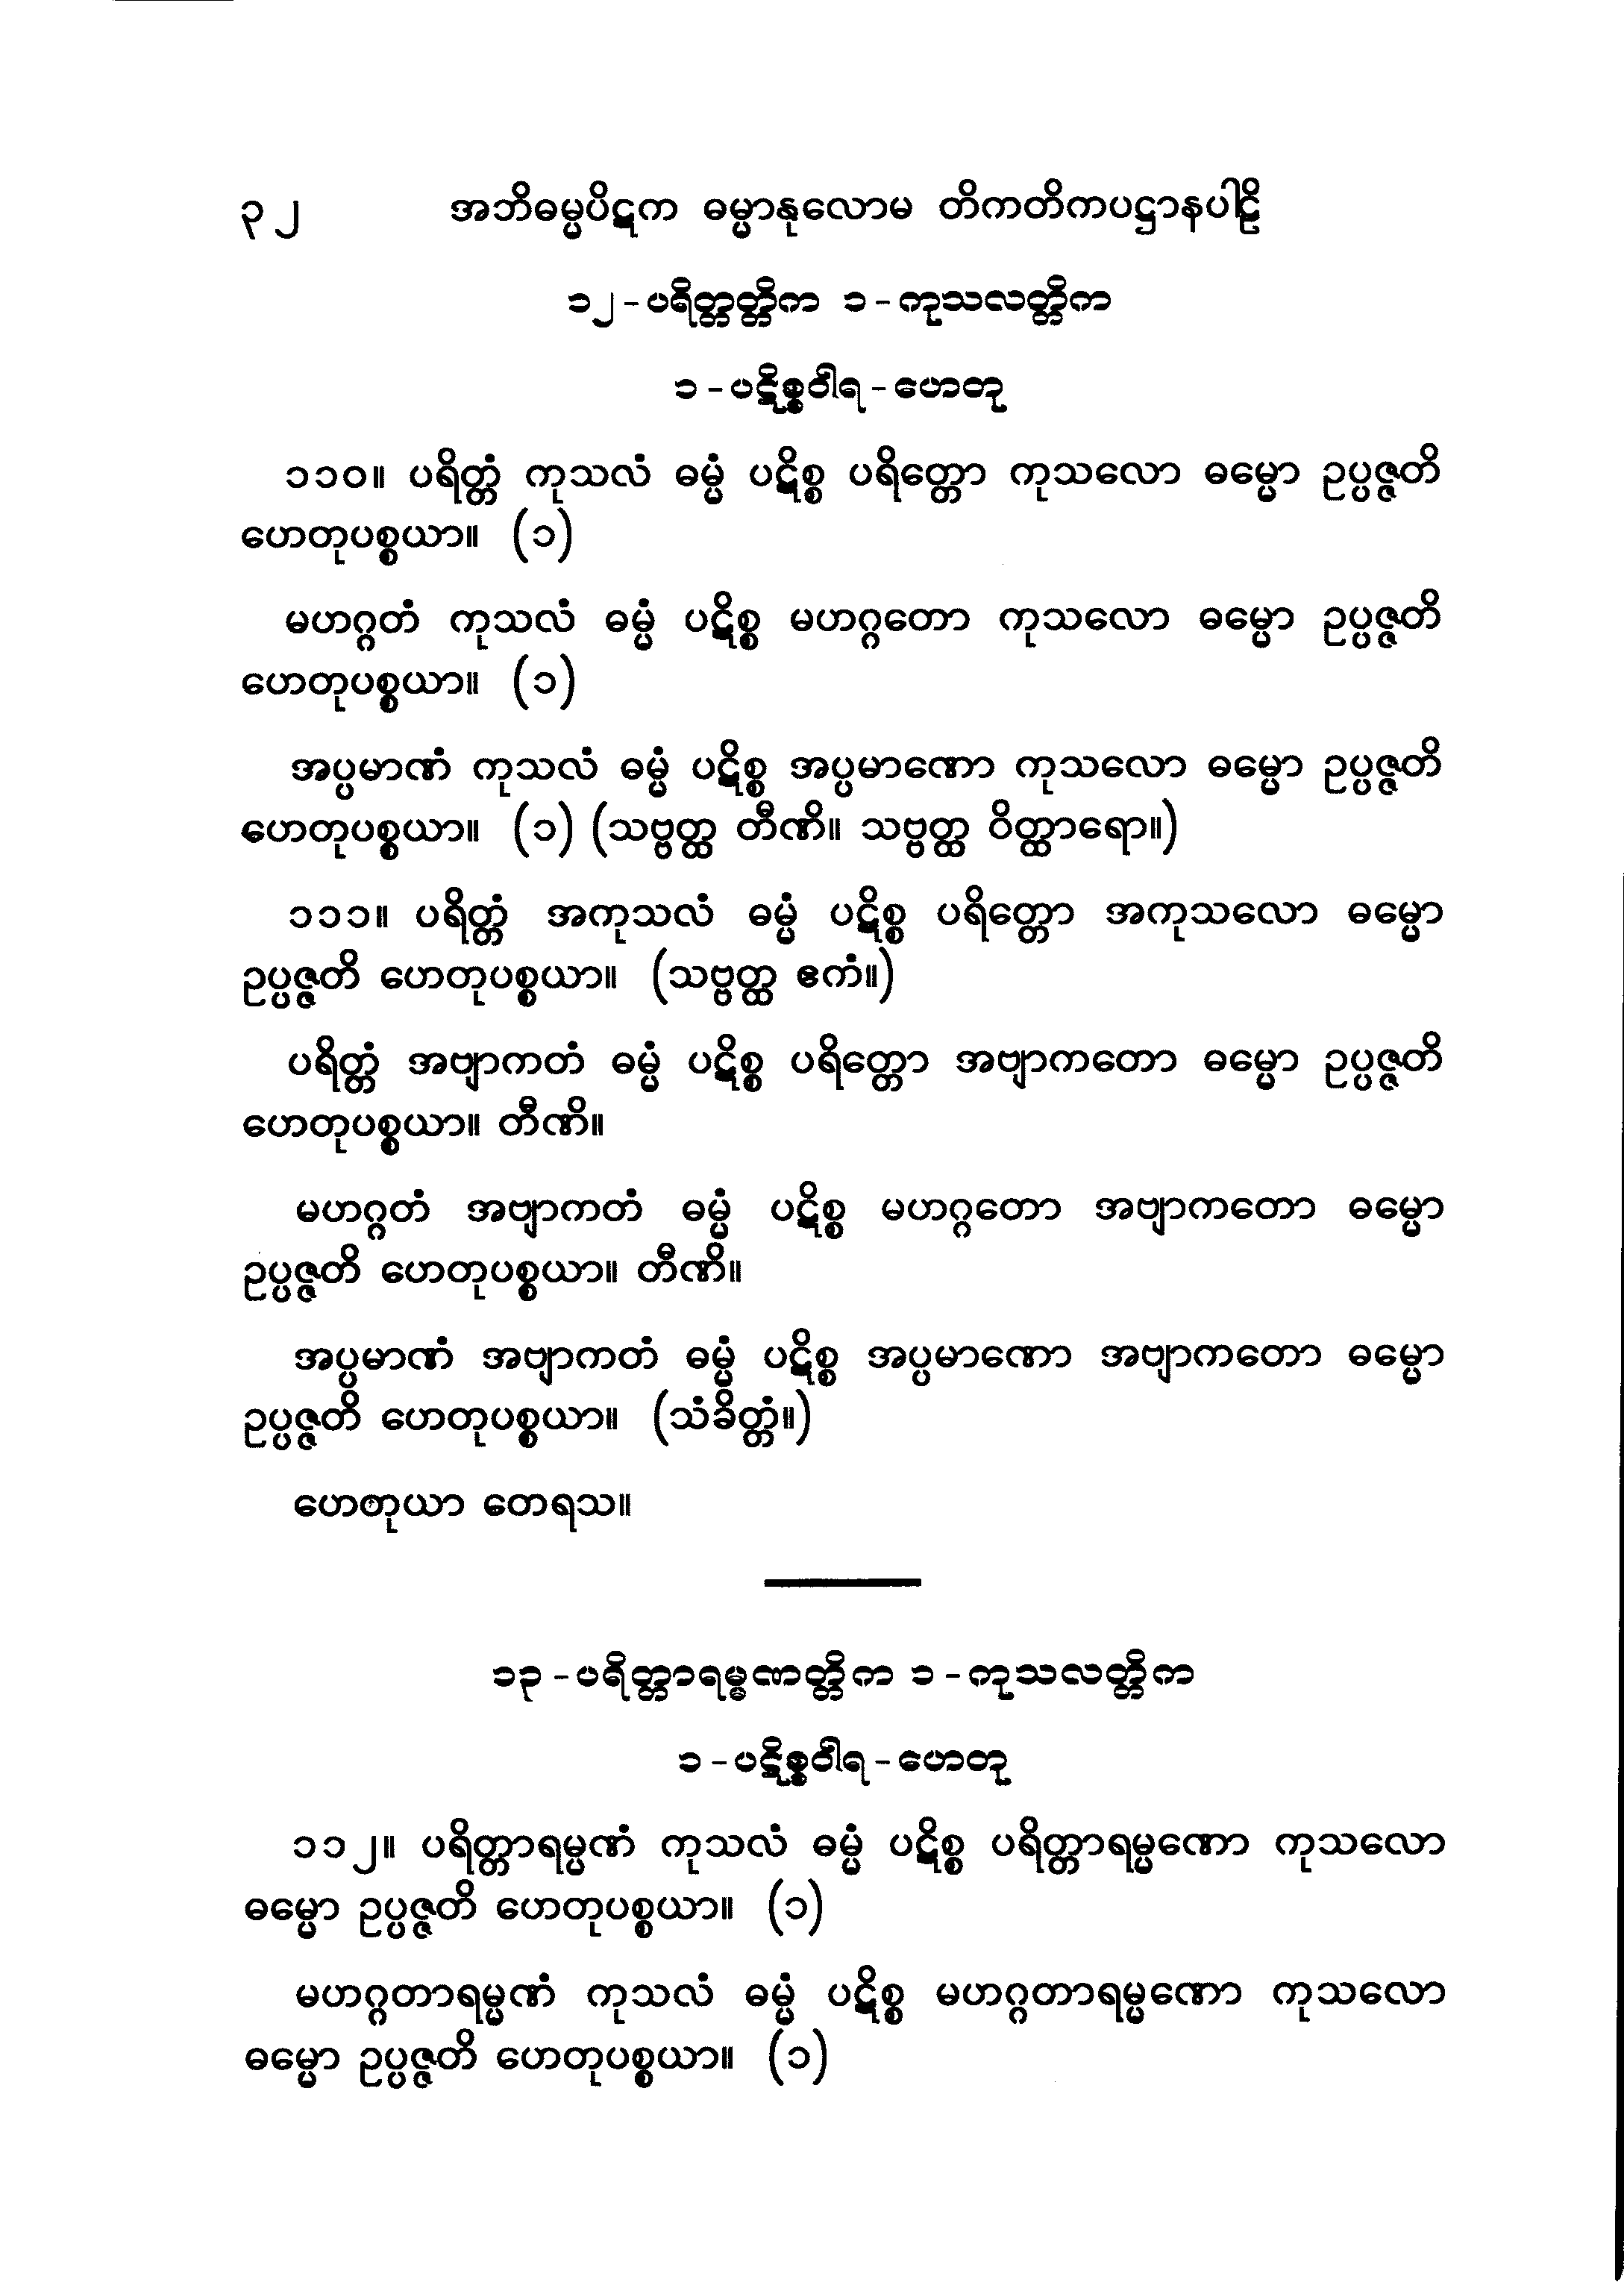 ၃၂ အဘိဓမ္မပိဋက ဓမ္မာနုလောမ တိကတိကပဋ္ဌာနပါဠိ
၁၂-ပရိတ္တတ္တိက ၁-ကုသလတ္တိက
၁-ပဋိစ္စဝါရ-ဟေတု
၁၁၀။ ပရိတ္တံ ကုသလံ ဓမ္မံ ပဋိစ္စ ပရိတ္တော ကုသလော ဓမ္မော ဥပ္ပဇ္ဇတိ
ဟေတုပစ္စယာ။ (၁)
မဟဂ္ဂတံ ကုသလံ ဓမ္မံ ပဋိစ္စ မဟဂ္ဂတော ကုသလော ဓမ္မော ဥပ္ပဇ္ဇတိ
ဟေတုပစ္စယာ။ (၁)
အပ္ပမာဏံ ကုသလံ ဓမ္မံ ပဋိစ္စ အပ္ပမာဏော ကုသလော ဓမ္မော ဥပ္ပဇ္ဇတိ
ဟေတုပစ္စယာ။ (၁) (သဗ္ဗတ္ထ တီဏိ။ သဗ္ဗတ္ထ ဝိတ္ထာရော။)
၁၁၁။ ပရိတ္တံ အကုသလံ ဓမ္မံ ပဋိစ္စ ပရိတ္တော အကုသလော ဓမ္မော
ဥပ္ပဇ္ဇတိ ဟေတုပစ္စယာ။ (သဗ္ဗတ္ထ ဧကံ။)
ပရိတ္တံ အဗျာကတံ ဓမ္မံ ပဋိစ္စ ပရိတ္တော အဗျာကတော ဓမ္မော ဥပ္ပဇ္ဇတိ
ဟေတုပစ္စယာ။ တီဏိ။
မဟဂ္ဂတံ အဗျာကတံ ဓမ္မံ ပဋိစ္စ မဟဂ္ဂတော အဗျာကတော ဓမ္မော
ဥပ္ပဇ္ဇတိ ဟေတုပစ္စယာ။ တီဏိ။
အပ္ပမာဏံ အဗျာကတံ ဓမ္မံ ပဋိစ္စ အပ္ပမာဏော အဗျာကတော ဓမ္မော
ဥပ္ပဇ္ဇတိ ဟေတုပစ္စယာ။ (သံခိတ္တံ။)
ဟေတုယာ တေရသ။
၁၃-ပရိတ္တာရမ္မဏတ္တိက ၁-ကုသလတ္တိက
၁-ပဋိစ္စဝါရ-ဟေတု
၁၁၂။ ပရိတ္တာရမ္မဏံ ကုသလံ ဓမ္မံ ပဋိစ္စ ပရိတ္တာရမ္မဏော ကုသလော
ဓမ္မော ဥပ္ပဇ္ဇတိ ဟေတုပစ္စယာ။ (၁)
မဟဂ္ဂတာရမ္မဏံ ကုသလံ ဓမ္မံ ပဋိစ္စ မဟဂ္ဂတာရမ္မဏော ကုသလော
ဓမ္မော ဥပ္ပဇ္ဇတိ ဟေတုပစ္စယာ။ (၁)